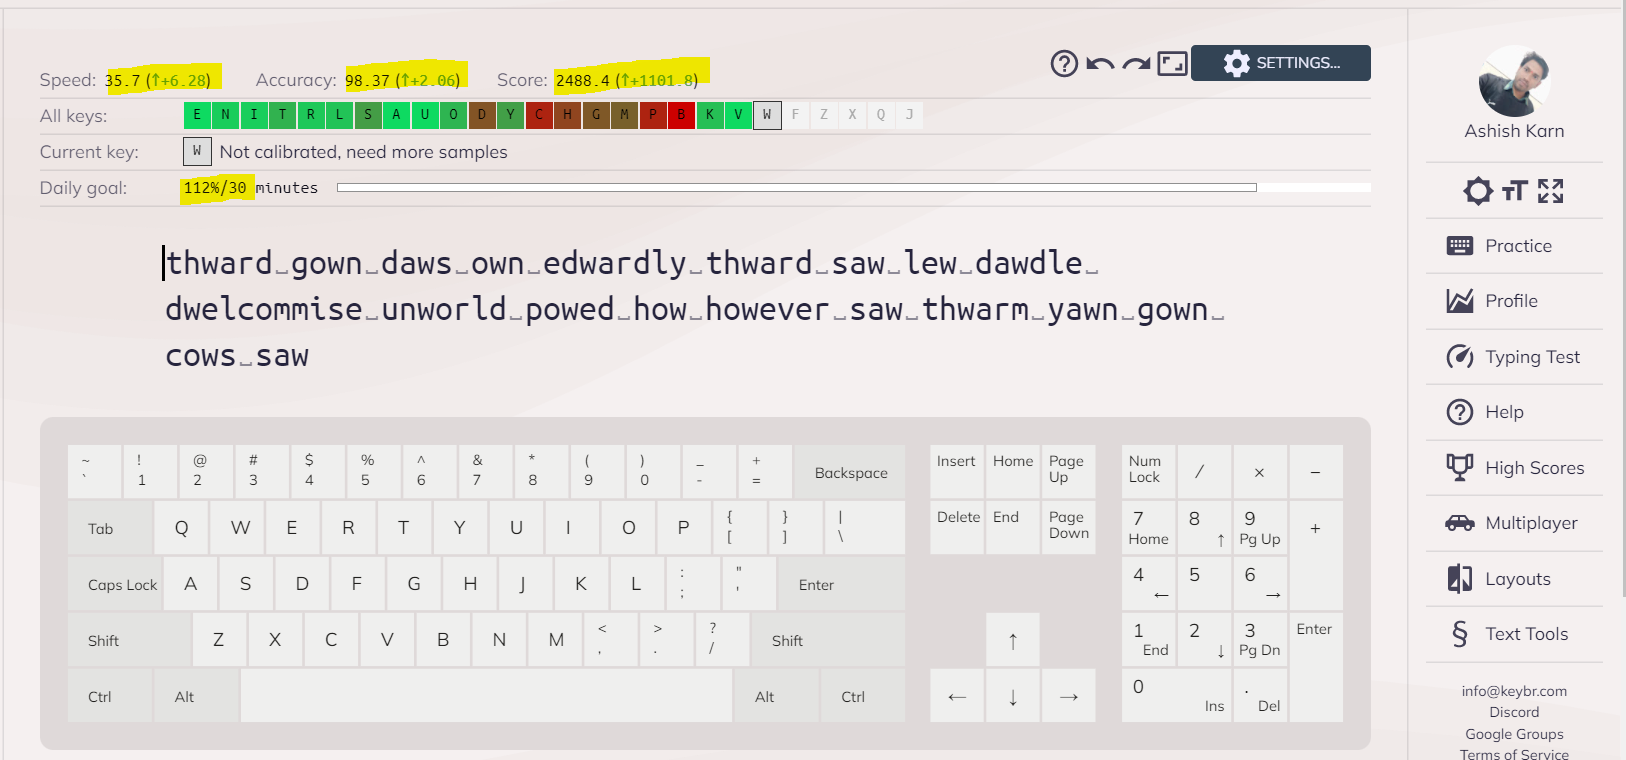 Speed: 35.7 (↑+6.28) Accuracy: 98.37 (↑+2.06) Score: 2488.4 (↑+1101.8)
SETTINGS...
All keys: E N I T R L S A U O D Y C H G M P B K V W F Z X Q J
Current key: W Not calibrated, need more samples
Daily goal: 112%/30 minutes
thward␣gown␣daws␣own␣edwardly␣thward␣saw␣lew␣dawdle␣
dwelcommise␣unworld␣powed␣how␣however␣saw␣thwarm␣yawn␣gown␣
cows␣saw
~ ! @ # $ % ^ & * ( ) _ +
` 1 2 3 4 5 6 7 8 9 0 - = Backspace
Tab Q W E R T Y U I O P { [ } ] | \
Caps Lock A S D F G H J K L : ; " ' Enter
Shift Z X C V B N M < , > . ? / Shift
Ctrl Alt Alt Ctrl
Insert Home Page Up
Delete End Page Down
↑
← ↓ →
Num Lock / × −
7 Home 8 ↑ 9 Pg Up +
4 ← 5 6 →
1 End 2 ↓ 3 Pg Dn Enter
0 Ins . Del
Ashish Karn
Practice
Profile
Typing Test
Help
High Scores
Multiplayer
Layouts
§ Text Tools
info@keybr.com
Discord
Google Groups
Terms of Service